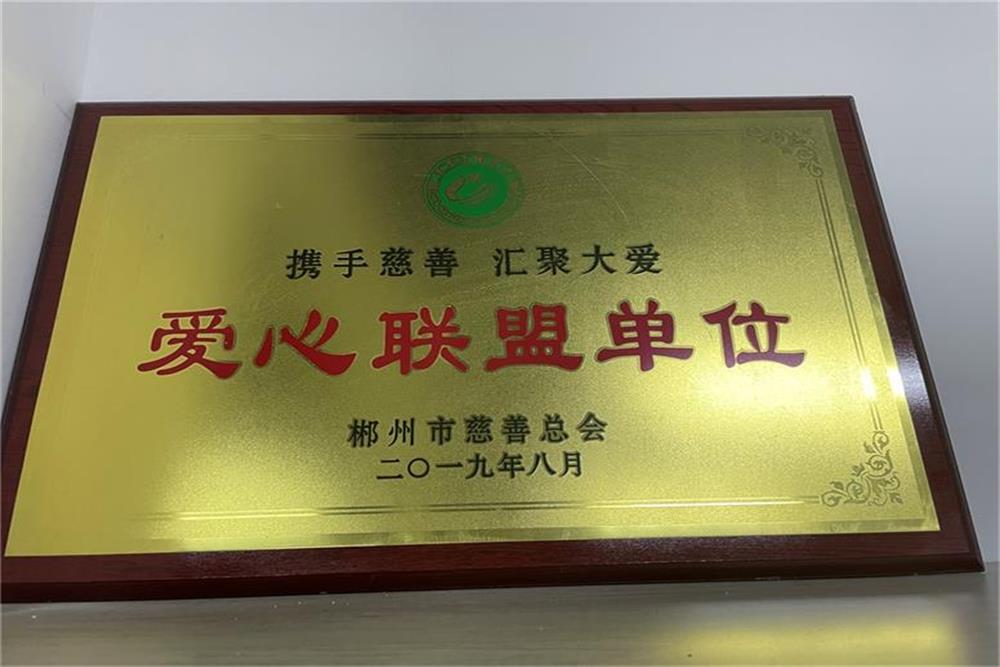 携手慈善 汇聚大爱
爱心联盟单位
郴州市慈善总会
二〇一九年八月